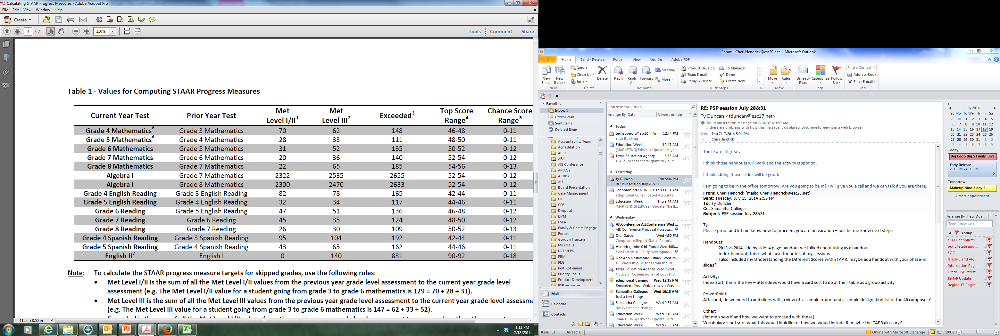 Calculating STAAR Progress Measures - Adobe Acrobat Pro
File Edit View Window Help
Create
4 / 7 150% Tools Comment Share
Table 1 - Values for Computing STAAR Progress Measures
Current Year Test Prior Year Test Met Level I/II1 Met Level III2 Exceeded3 Top Score Range4 Chance Score Range5
Grade 4 Mathematics6 Grade 3 Mathematics 70 62 148 46-48 0-11
Grade 5 Mathematics6 Grade 4 Mathematics 28 33 111 48-50 0-11
Grade 6 Mathematics Grade 5 Mathematics 31 52 135 50-52 0-12
Grade 7 Mathematics Grade 6 Mathematics 20 36 140 52-54 0-12
Grade 8 Mathematics Grade 7 Mathematics 22 65 185 54-56 0-13
Algebra I Grade 7 Mathematics 2322 2535 2655 52-54 0-12
Algebra I Grade 8 Mathematics 2300 2470 2633 52-54 0-12
Grade 4 English Reading Grade 3 English Reading 82 78 165 42-44 0-11
Grade 5 English Reading Grade 4 English Reading 32 34 117 44-46 0-11
Grade 6 Reading Grade 5 English Reading 47 51 136 46-48 0-12
Grade 7 Reading Grade 6 Reading 45 35 124 48-50 0-12
Grade 8 Reading Grade 7 Reading 26 30 109 50-52 0-13
Grade 4 Spanish Reading Grade 3 Spanish Reading 95 104 192 42-44 0-11
Grade 5 Spanish Reading Grade 4 Spanish Reading 43 65 162 44-46 0-11
English II7 English I 0 140 831 90-92 0-18
Note: To calculate the STAAR progress measure targets for skipped grades, use the following rules:
• Met Level I/II is the sum of all the Met Level I/II values from the previous year grade level assessment to the current year grade level
assessment (e.g. The Met Level I/II value for a student going from grade 3 to grade 6 mathematics is 129 = 70 + 28 + 31).
• Met Level III is the sum of all the Met Level III values from the previous year grade level assessment to the current year grade level assessme
(e.g. The Met Level III value for a student going from grade 3 to grade 6 mathematics is 147 = 62 + 33 + 52).
11.00 x 8.50 in
1:11 PM
7/18/2014
Inbox - Cheri.Hendrick@esc20.net - Microsoft Outlook
File Home Send / Receive Folder View Add-Ins Adobe PDF
New E-mail
New Items
New
Ignore
Clean Up
Junk
Delete
Delete
Reply
Reply All
Forward
Meeting
More
Respond
Product Develop... To Manager
Team E-mail Done
Reply & Delete Create New
Quick Steps
Move
Rules
Move
Unread/ Read
Categorize
Follow Up
Tags
Find a Contact
Address Book
Filter E-mail
Find
Favorites
Inbox (8)
Unread Mail
Sent Items
Deleted Items
Accountability Team
Accreditation
ACET
AEA
AIE Conference
AMAOs
AT Risk
AU
Board Presentation
Case Management
CIP
CPE
Dropout
DVM
ESEA
Family & Comm Engage
Forum
Gordon Franzen
My emails
NCLB/FPD
PBM
PEG
Perf Rpt emails
Priority Focus
Product Development
PSP resources
Mail
Calendar
Contacts
Search Inbox (Ctrl+E)
Arrange By: Date Newest on top
Today
techsupport@esc20.info 12:44 PM
Your Booking
Education Week 10:47 AM
[MARKETING] EdWeek Update: Majo...
Texas Education Agency 8:53 AM
TEA launches federal grant flexibilit...
Yesterday
Ty Duncan Thu 5:04 PM
RE: PSP session July 28&31
Schoolobjects NOREPLY Thu 11:51 AM
eduphoria! Consolidated Accounta...
Education Week Thu 9:44 AM
[MARKETING] EdWeek Update: The (I...
Wednesday
AIEConference AIEConference Wed ...
AIE Conference Proposal Accepta...
Didi Garcia Wed 4:30 PM
Compliance Report Status Reports
Hendrick, John 046-Comal Wed 4:08...
FW: District 10 Policy Developme...
Dee Ann Drummond Estlack Wed 2:...
10 Leadership Lessons from the 201...
Texas Education Agency Wed 12:59 ...
Notice of Commissioner of Educatio...
eduphoria! training Wed 12:15 PM
Reminder : Your Webinar is on Wed...
Samantha Gallegos Wed 10:18 AM
Just a few things
Samantha Gallegos Wed 9:57 AM
Re: We need a change
Education Week Wed 9:40 AM
[MARKETING] EdWeek Update: Micr...
Education Week Wed 7:33 AM
RE: PSP session July 28&31
Ty Duncan <tduncan@esc17.net>
You replied to this message on 7/18/2014 9:59 AM.
If there are problems with how this message is displayed, click here to view it in a web browser.
Sent: Thu 7/17/2014 5:04 PM
To: Cheri Hendrick
These are all great.
I think those handouts will work and the activity is spot on.
I think adding those slides will be good.
I am going to be in the office tomorrow. Are you going to be in? I will give you a call and we can talk if you are there.
From: Cheri Hendrick [mailto:Cheri.Hendrick@esc20.net]
Sent: Tuesday, July 15, 2014 2:56 PM
To: Ty Duncan
Cc: Samantha Gallegos
Subject: PSP session July 28&31
Ty,
Please proof and let me know how to proceed, you are on vacation – just let me know next steps
Handouts:
2013 vs 2014 side by side: 4 page handout we talked about using as a handout
Index handout, this is what I use for notes at my sessions
I also included my Understanding the Different Scores with STAAR, maybe as a handout with your phase-in
slides?
Activity:
Index Sort, this is the key – attendees would have a card sort to do at their table as a group activity
PowerPoint:
Attached, do we need to add slides with a view of a sample report and a sample designation list of the 40 campuses?
Other:
(let me know if and how we want to proceed with these)
Vocabulary – not sure what this would look like or how we would include it, maybe the TAPR glossary?
July 2014
Su Mo Tu We Th Fr Sa
29 30 1 2 3 4 5
6 7 8 9 10 11 12
13 14 15 16 17 18 19
20 21 22 23 24 25 26
27 28 29 30 31 1 2
3 4 5 6 7 8 9
Today
Big Loop Big $ Finals; Brya
Early Release
2:30 PM - 4:30 PM
Tomorrow
Makeup Mod 3 day 2
1 more appointment
Arrange By: Flag: Due ...
Type a new task
Today
eCCLEP applicati...
out of state and ...
EOC
Grade 8 and Alg...
Information Reg...
Grade 5&8 retest
TSNAP Update
Region 13 Regist...
Items: 51 Unread: 8
Online with Microsoft Exchange 100%